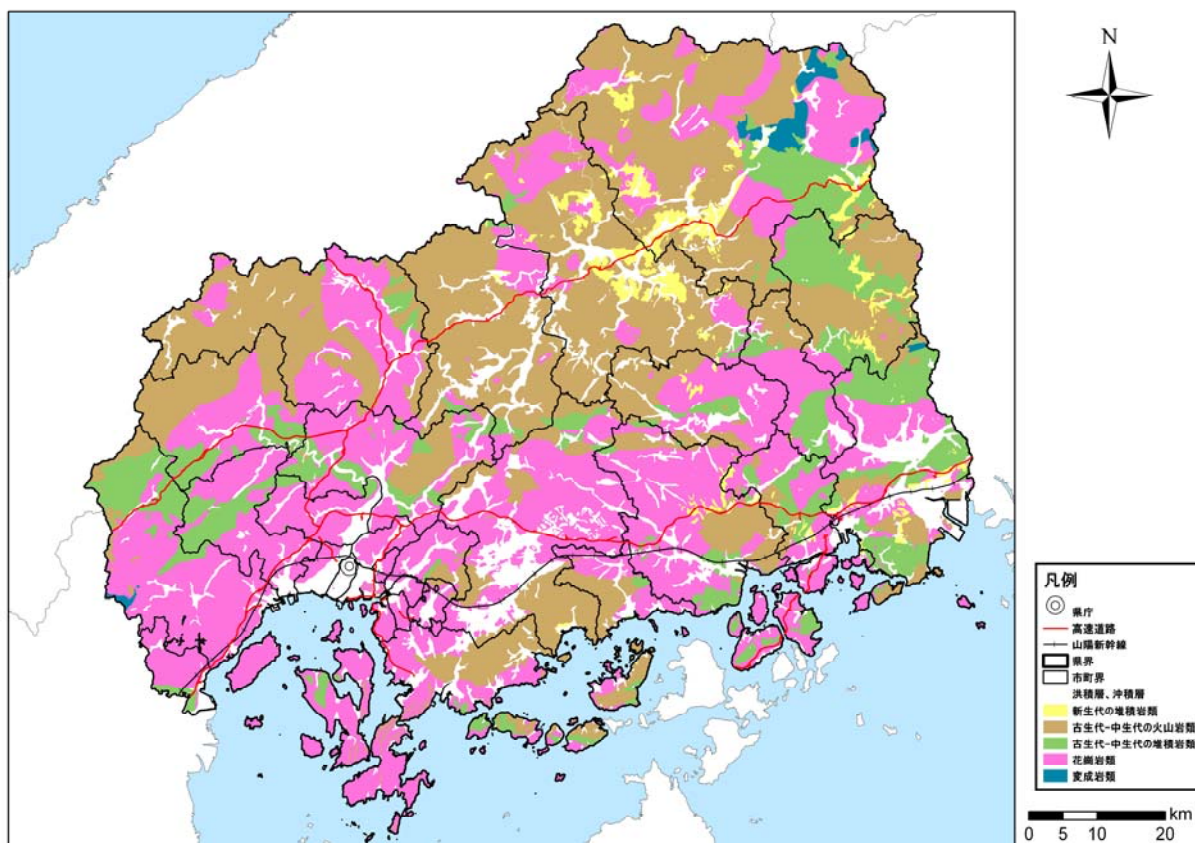 N
凡例
県庁
高速道路
山陽新幹線
県界
市町界
洪積層、沖積層
新生代の堆積岩類
古生代-中生代の火山岩類
古生代-中生代の堆積岩類
花崗岩類
変成岩類
km
0 5 10 20